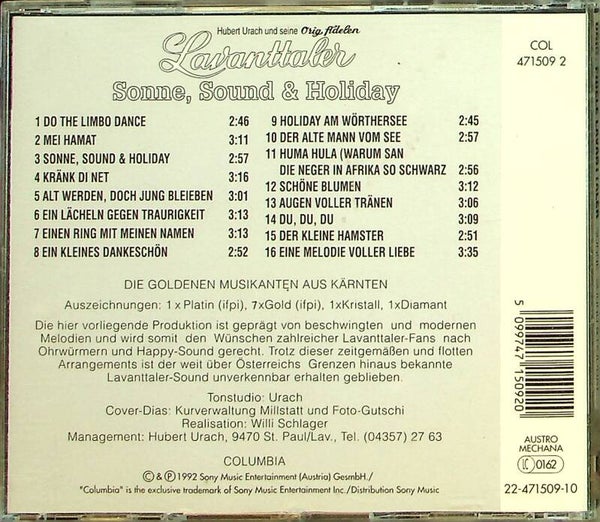 Hubert Urach und seine Orig. fidelen
Lavanttaler
Sonne, Sound & Holiday
COL
471509 2
1 DO THE LIMBO DANCE 2:46
2 MEI HAMAT 3:11
3 SONNE, SOUND & HOLIDAY 2:57
4 KRÄNK DI NET 3:16
5 ALT WERDEN, DOCH JUNG BLEIEBEN 3:01
6 EIN LÄCHELN GEGEN TRAURIGKEIT 3:13
7 EINEN RING MIT MEINEN NAMEN 3:13
8 EIN KLEINES DANKESCHÖN 2:52
9 HOLIDAY AM WÖRTHERSEE 2:45
10 DER ALTE MANN VOM SEE 2:57
11 HUMA HULA (WARUM SAN
DIE NEGER IN AFRIKA SO SCHWARZ 2:56
12 SCHÖNE BLUMEN 3:12
13 AUGEN VOLLER TRÄNEN 3:06
14 DU, DU, DU 3:09
15 DER KLEINE HAMSTER 2:51
16 EINE MELODIE VOLLER LIEBE 3:35
DIE GOLDENEN MUSIKANTEN AUS KÄRNTEN
Auszeichnungen: 1 x Platin (ifpi), 7xGold (ifpi), 1xKristall, 1xDiamant
Die hier vorliegende Produktion ist geprägt von beschwingten und modernen
Melodien und wird somit den Wünschen zahlreicher Lavanttaler-Fans nach
Ohrwürmern und Happy-Sound gerecht. Trotz dieser zeitgemäßen und flotten
Arrangements ist der weit über Österreichs Grenzen hinaus bekannte
Lavanttaler-Sound unverkennbar erhalten geblieben.
Tonstudio: Urach
Cover-Dias: Kurverwaltung Millstatt und Foto-Gutschi
Realisation: Willi Schlager
Management: Hubert Urach, 9470 St. Paul/Lav., Tel. (04357) 27 63
COLUMBIA
© & ℗ 1992 Sony Music Entertainment (Austria) GesmbH./
"Columbia" is the exclusive trademark of Sony Music Entertainment Inc./Distribution Sony Music
5 099747 150920
AUSTRO
MECHANA
LC 0162
22-471509-10